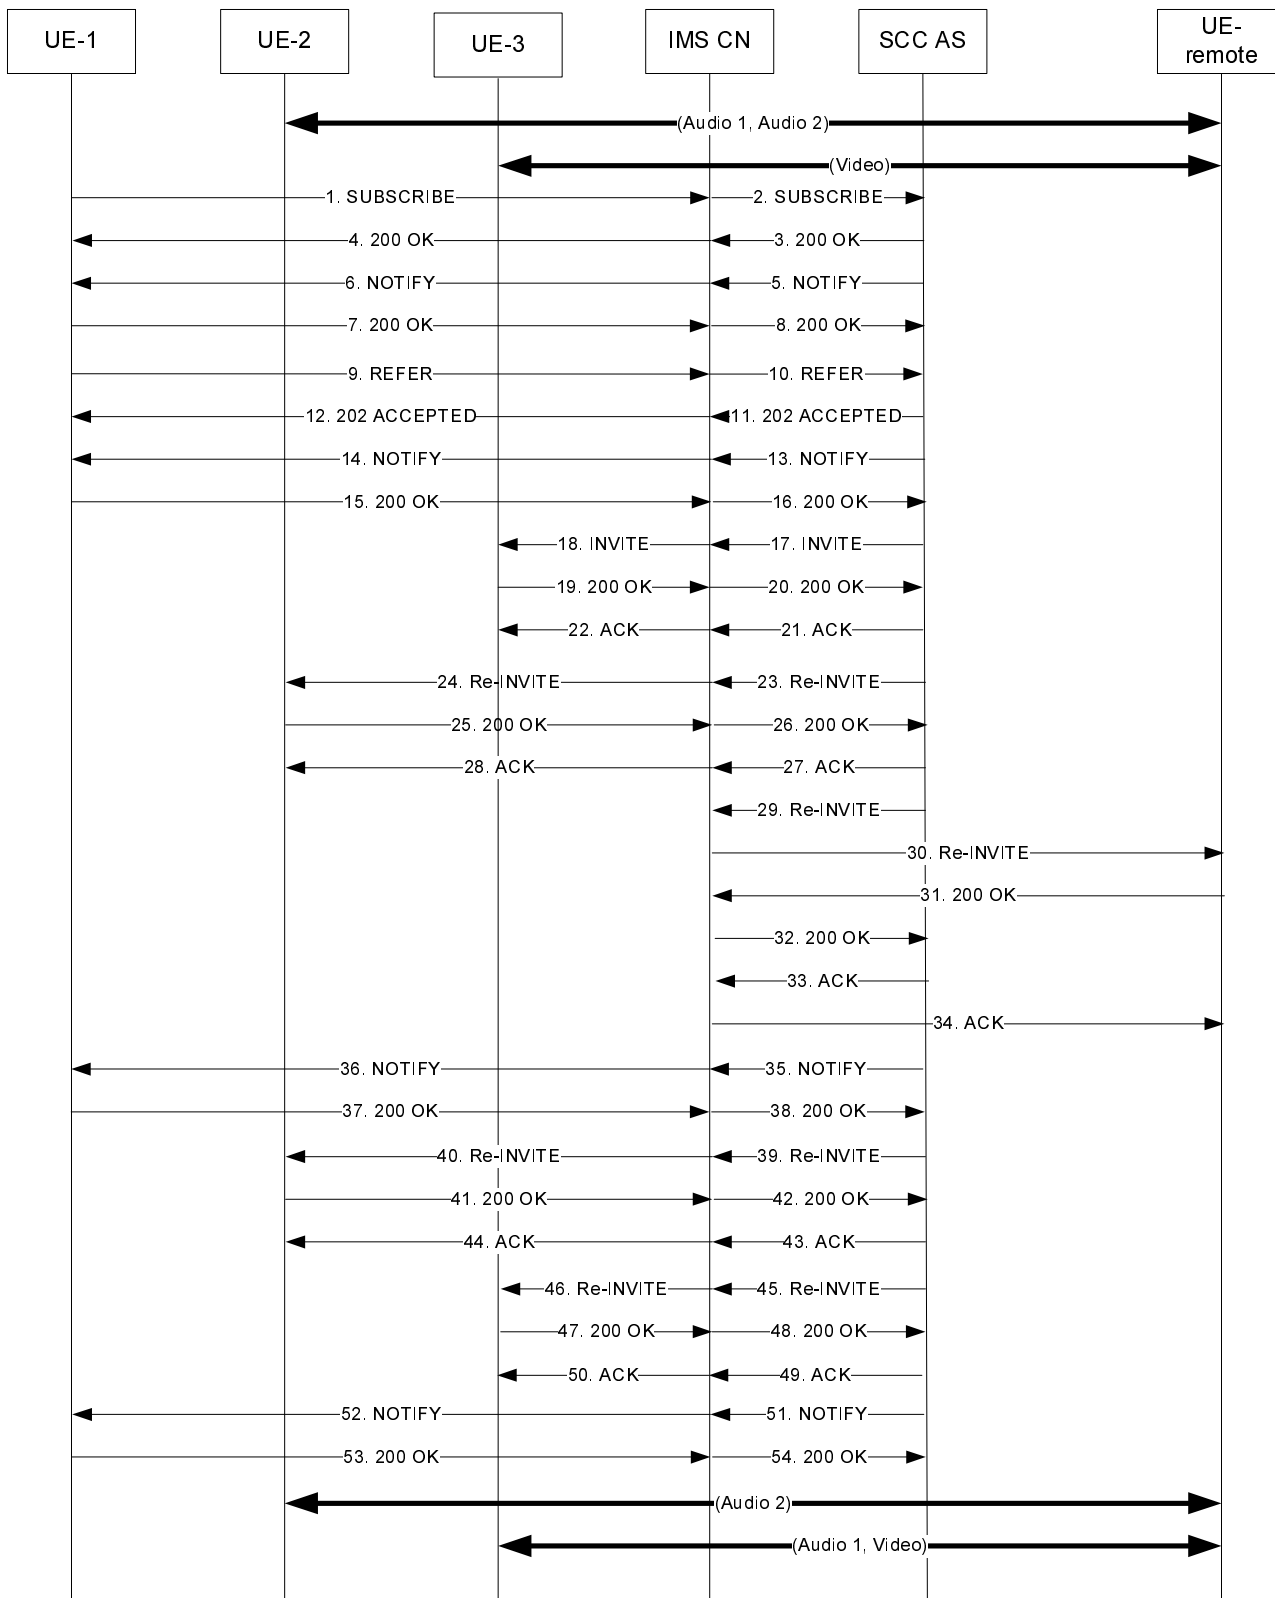 UE-1
UE-2
UE-3
IMS CN
SCC AS
UE-
remote
(Audio 1, Audio 2)
(Video)
1. SUBSCRIBE
2. SUBSCRIBE
4. 200 OK
3. 200 OK
6. NOTIFY
5. NOTIFY
7. 200 OK
8. 200 OK
9. REFER
10. REFER
12. 202 ACCEPTED
11. 202 ACCEPTED
14. NOTIFY
13. NOTIFY
15. 200 OK
16. 200 OK
18. INVITE
17. INVITE
19. 200 OK
20. 200 OK
22. ACK
21. ACK
24. Re-INVITE
23. Re-INVITE
25. 200 OK
26. 200 OK
28. ACK
27. ACK
29. Re-INVITE
30. Re-INVITE
31. 200 OK
32. 200 OK
33. ACK
34. ACK
36. NOTIFY
35. NOTIFY
37. 200 OK
38. 200 OK
40. Re-INVITE
39. Re-INVITE
41. 200 OK
42. 200 OK
44. ACK
43. ACK
46. Re-INVITE
45. Re-INVITE
47. 200 OK
48. 200 OK
50. ACK
49. ACK
52. NOTIFY
51. NOTIFY
53. 200 OK
54. 200 OK
(Audio 2)
(Audio 1, Video)